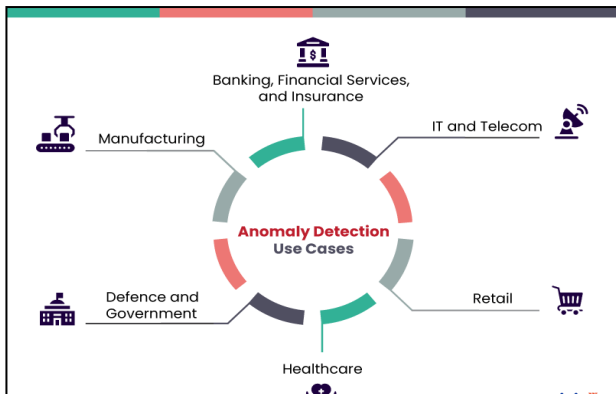 Banking, Financial Services,
and Insurance
Manufacturing
IT and Telecom
Anomaly Detection
Use Cases
Defence and
Government
Retail
Healthcare